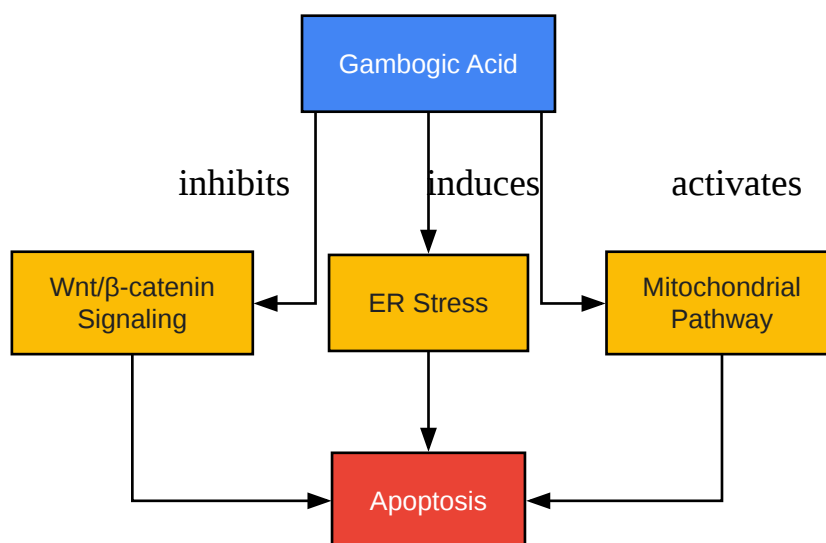 Gambogic Acid
inhibits
induces
activates
Wnt/β-catenin
Signaling
ER Stress
Mitochondrial
Pathway
Apoptosis